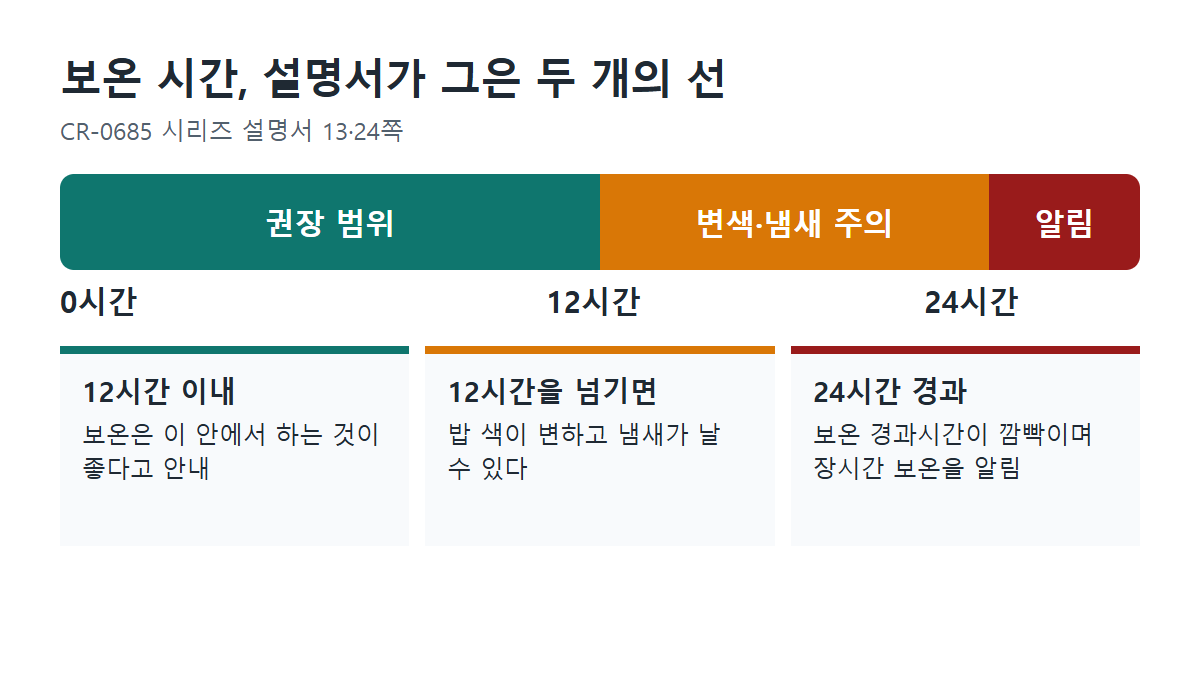 보온 시간, 설명서가 그은 두 개의 선
CR-0685 시리즈 설명서 13·24쪽
권장 범위
변색·냄새 주의
알림
0시간
12시간
24시간
12시간 이내
보온은 이 안에서 하는 것이
좋다고 안내
12시간을 넘기면
밥 색이 변하고 냄새가 날
수 있다
24시간 경과
보온 경과시간이 깜빡이며
장시간 보온을 알림